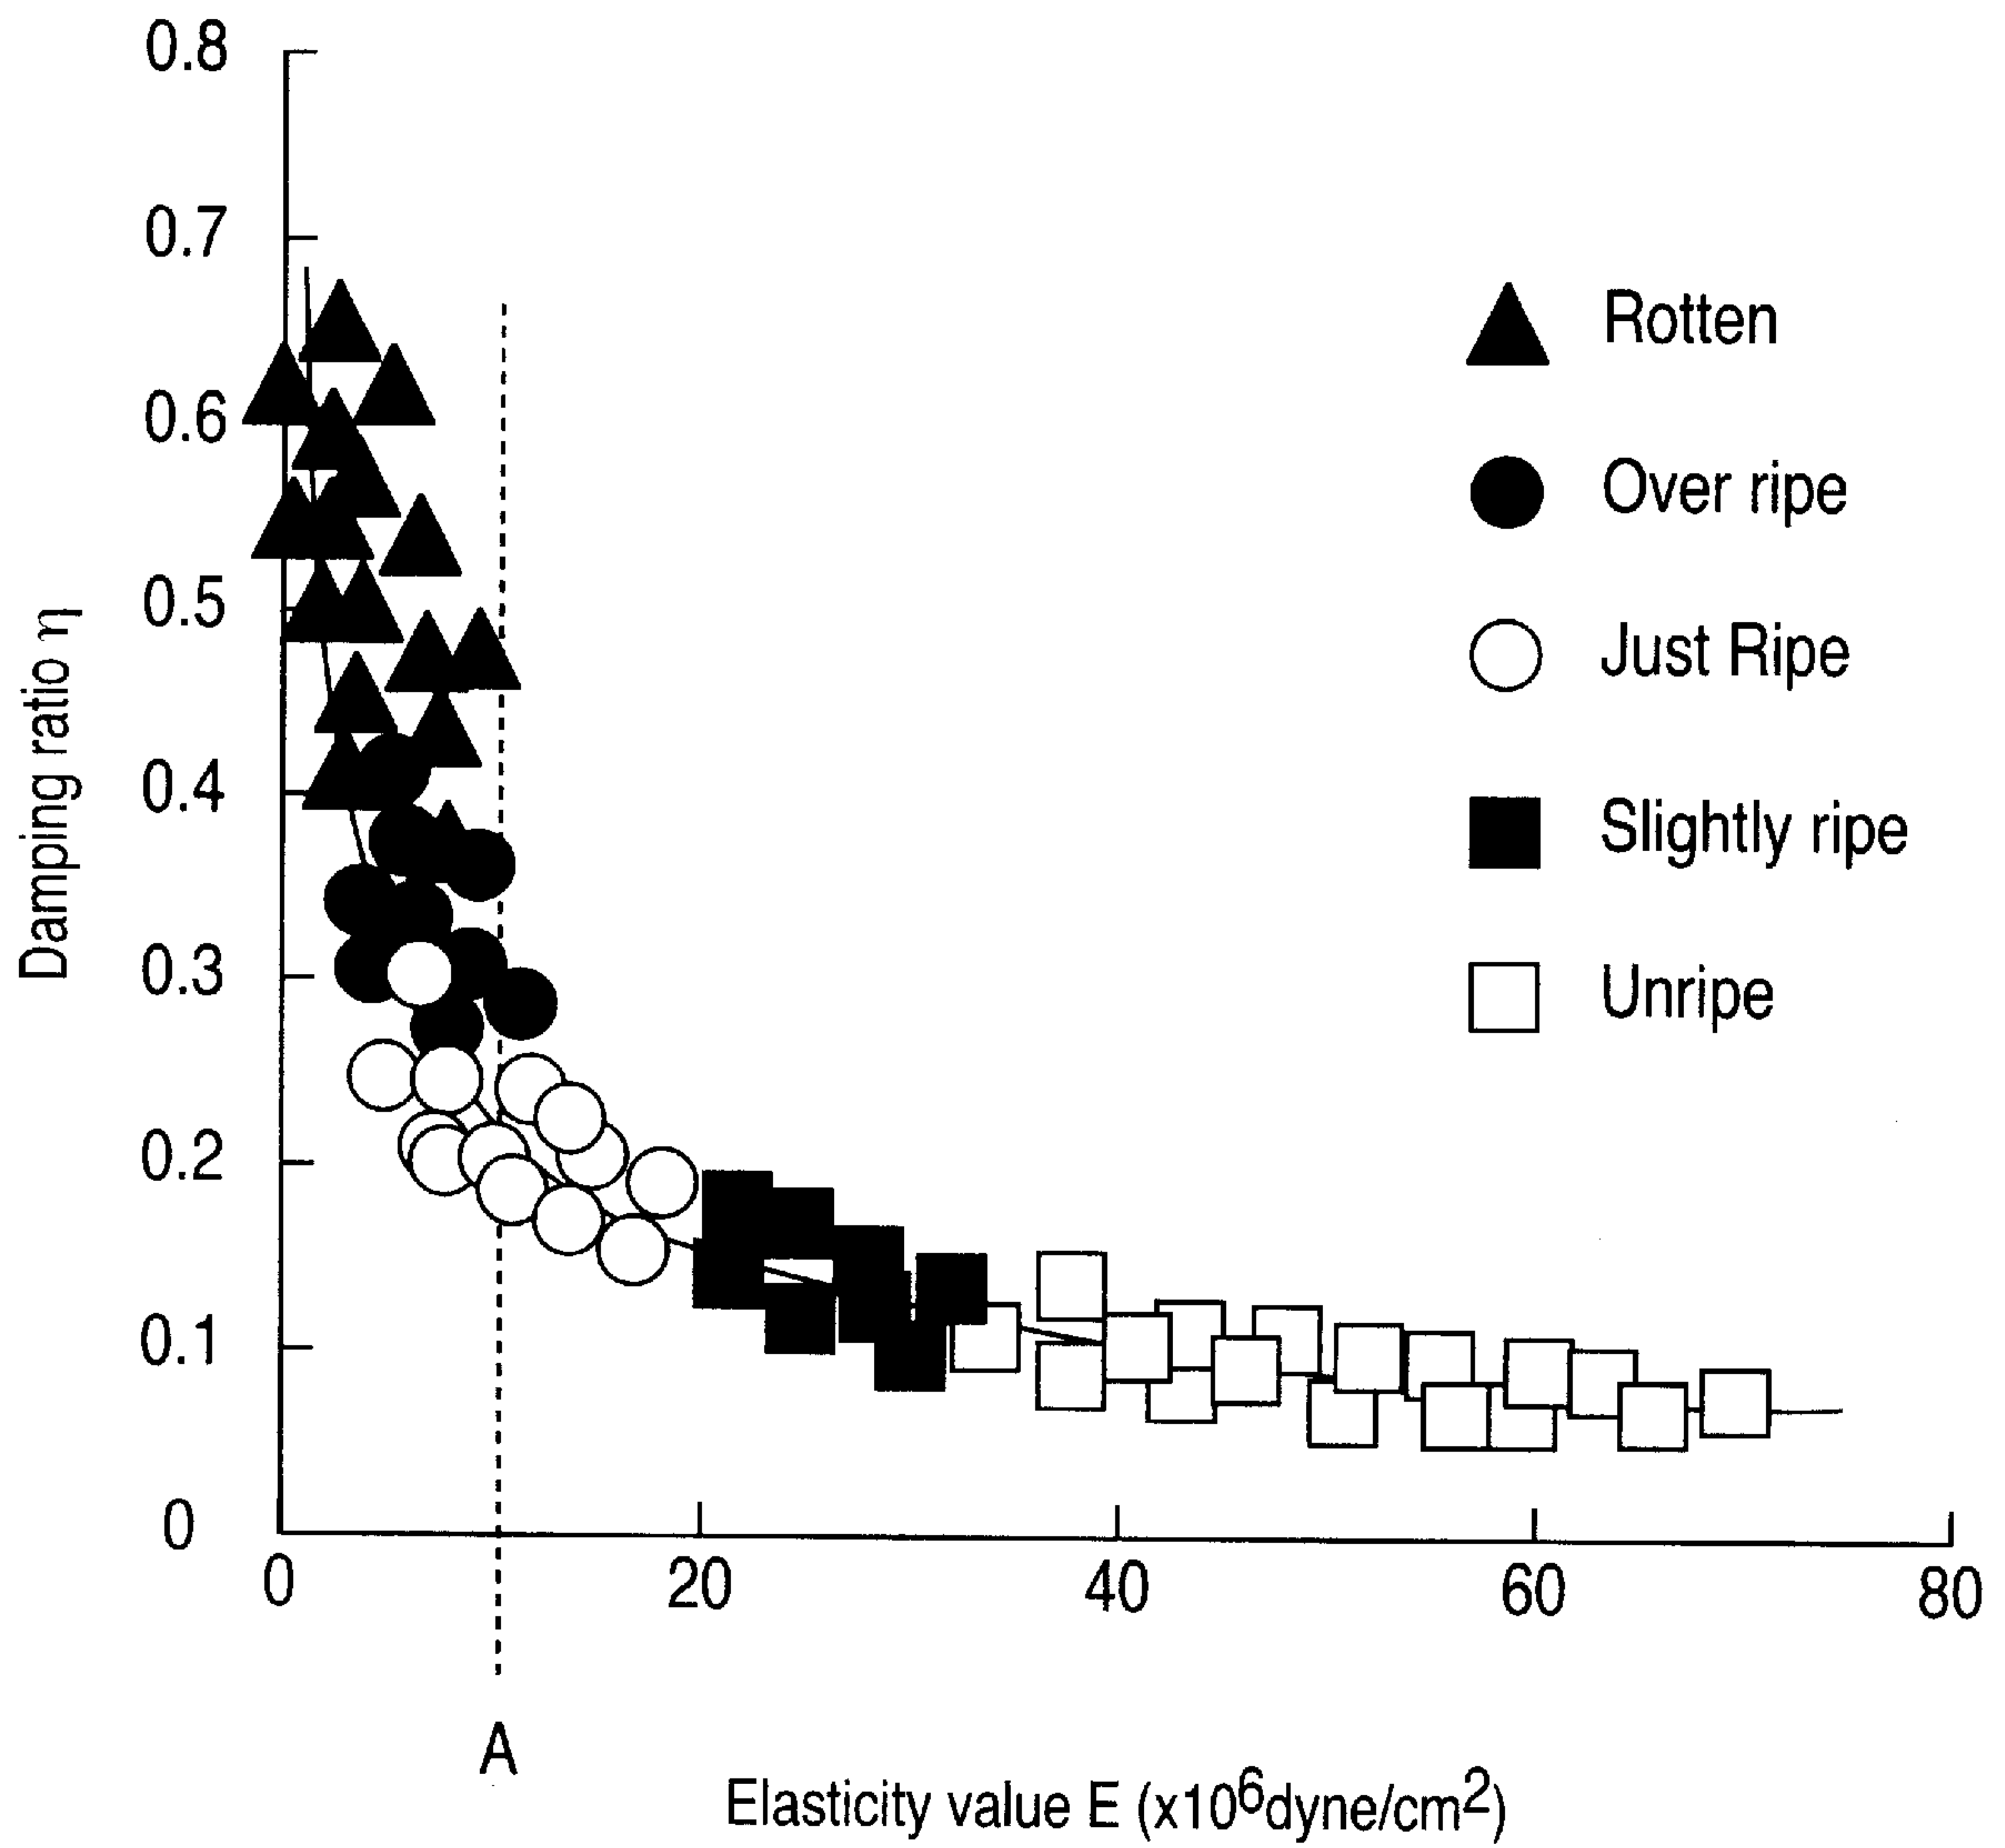 0.8
0.7
0.6
0.5
0.4
0.3
0.2
0.1
0
Damping ratio η
Rotten
Over ripe
Just Ripe
Slightly ripe
Unripe
0 20 40 60 80
A
Elasticity value E (x10⁶dyne/cm²)